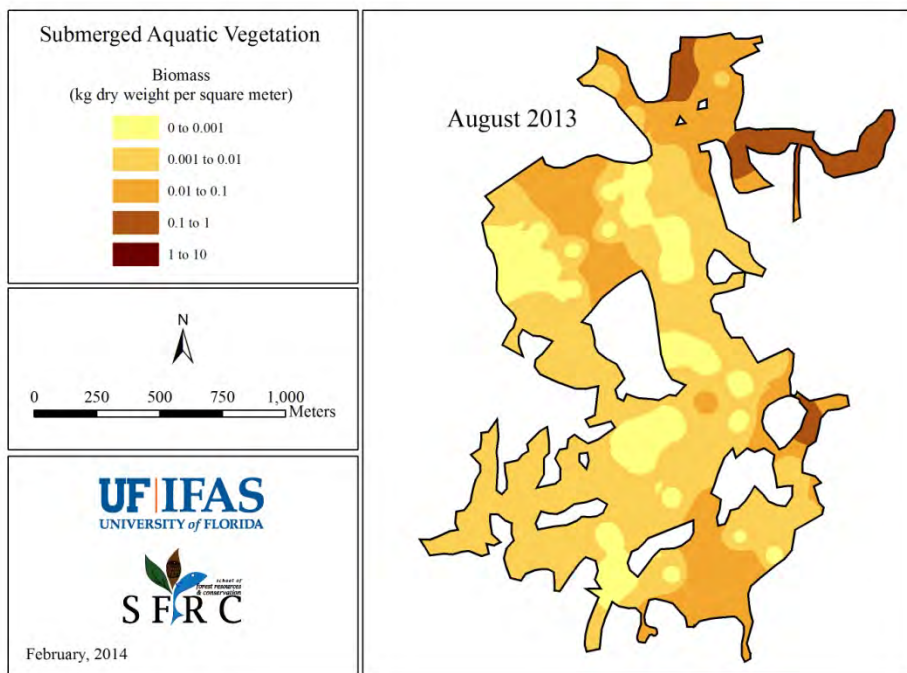 Submerged Aquatic Vegetation
Biomass
(kg dry weight per square meter)
0 to 0.001
0.001 to 0.01
0.01 to 0.1
0.1 to 1
1 to 10
N
0 250 500 750 1,000
Meters
UF|IFAS
UNIVERSITY of FLORIDA
school of
forest resources
& conservation
SFRC
February, 2014
August 2013